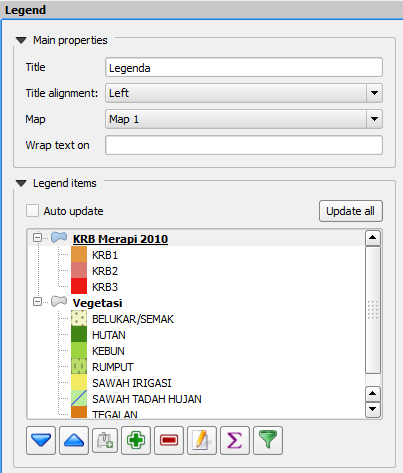 Legend
Main properties
Title
Legenda
Title alignment:
Left
Map
Map 1
Wrap text on
Legend items
Auto update
Update all
KRB Merapi 2010
KRB1
KRB2
KRB3
Vegetasi
BELUKAR/SEMAK
HUTAN
KEBUN
RUMPUT
SAWAH IRIGASI
SAWAH TADAH HUJAN
TEGALAN
Σ